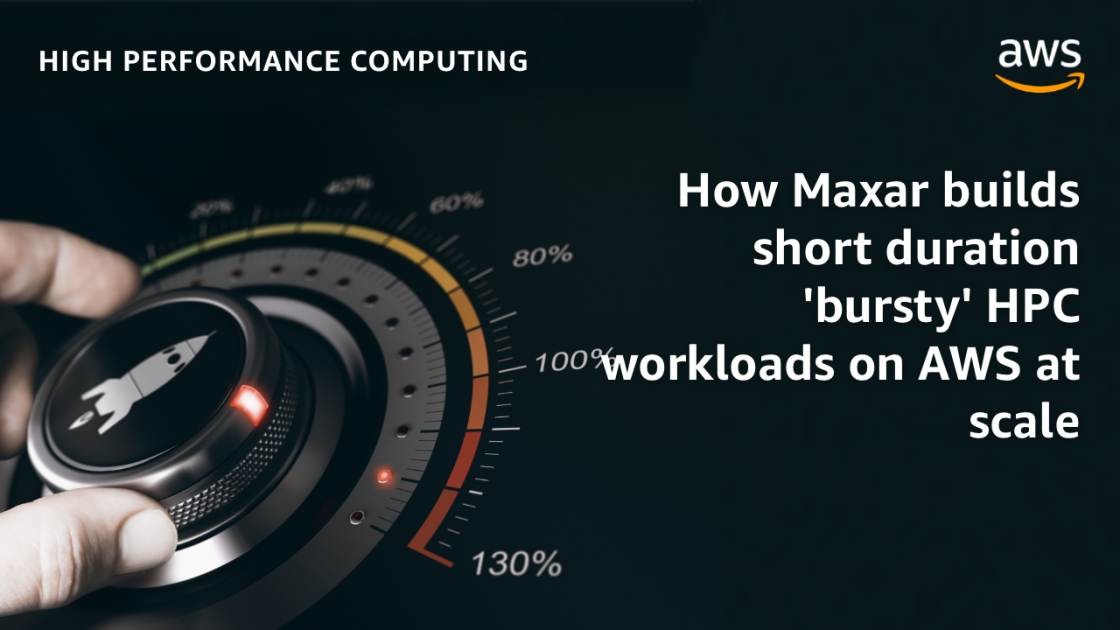 HIGH PERFORMANCE COMPUTING
aws
How Maxar builds
short duration
'bursty' HPC
workloads on AWS at
scale
20%
40%
60%
80%
100%
130%